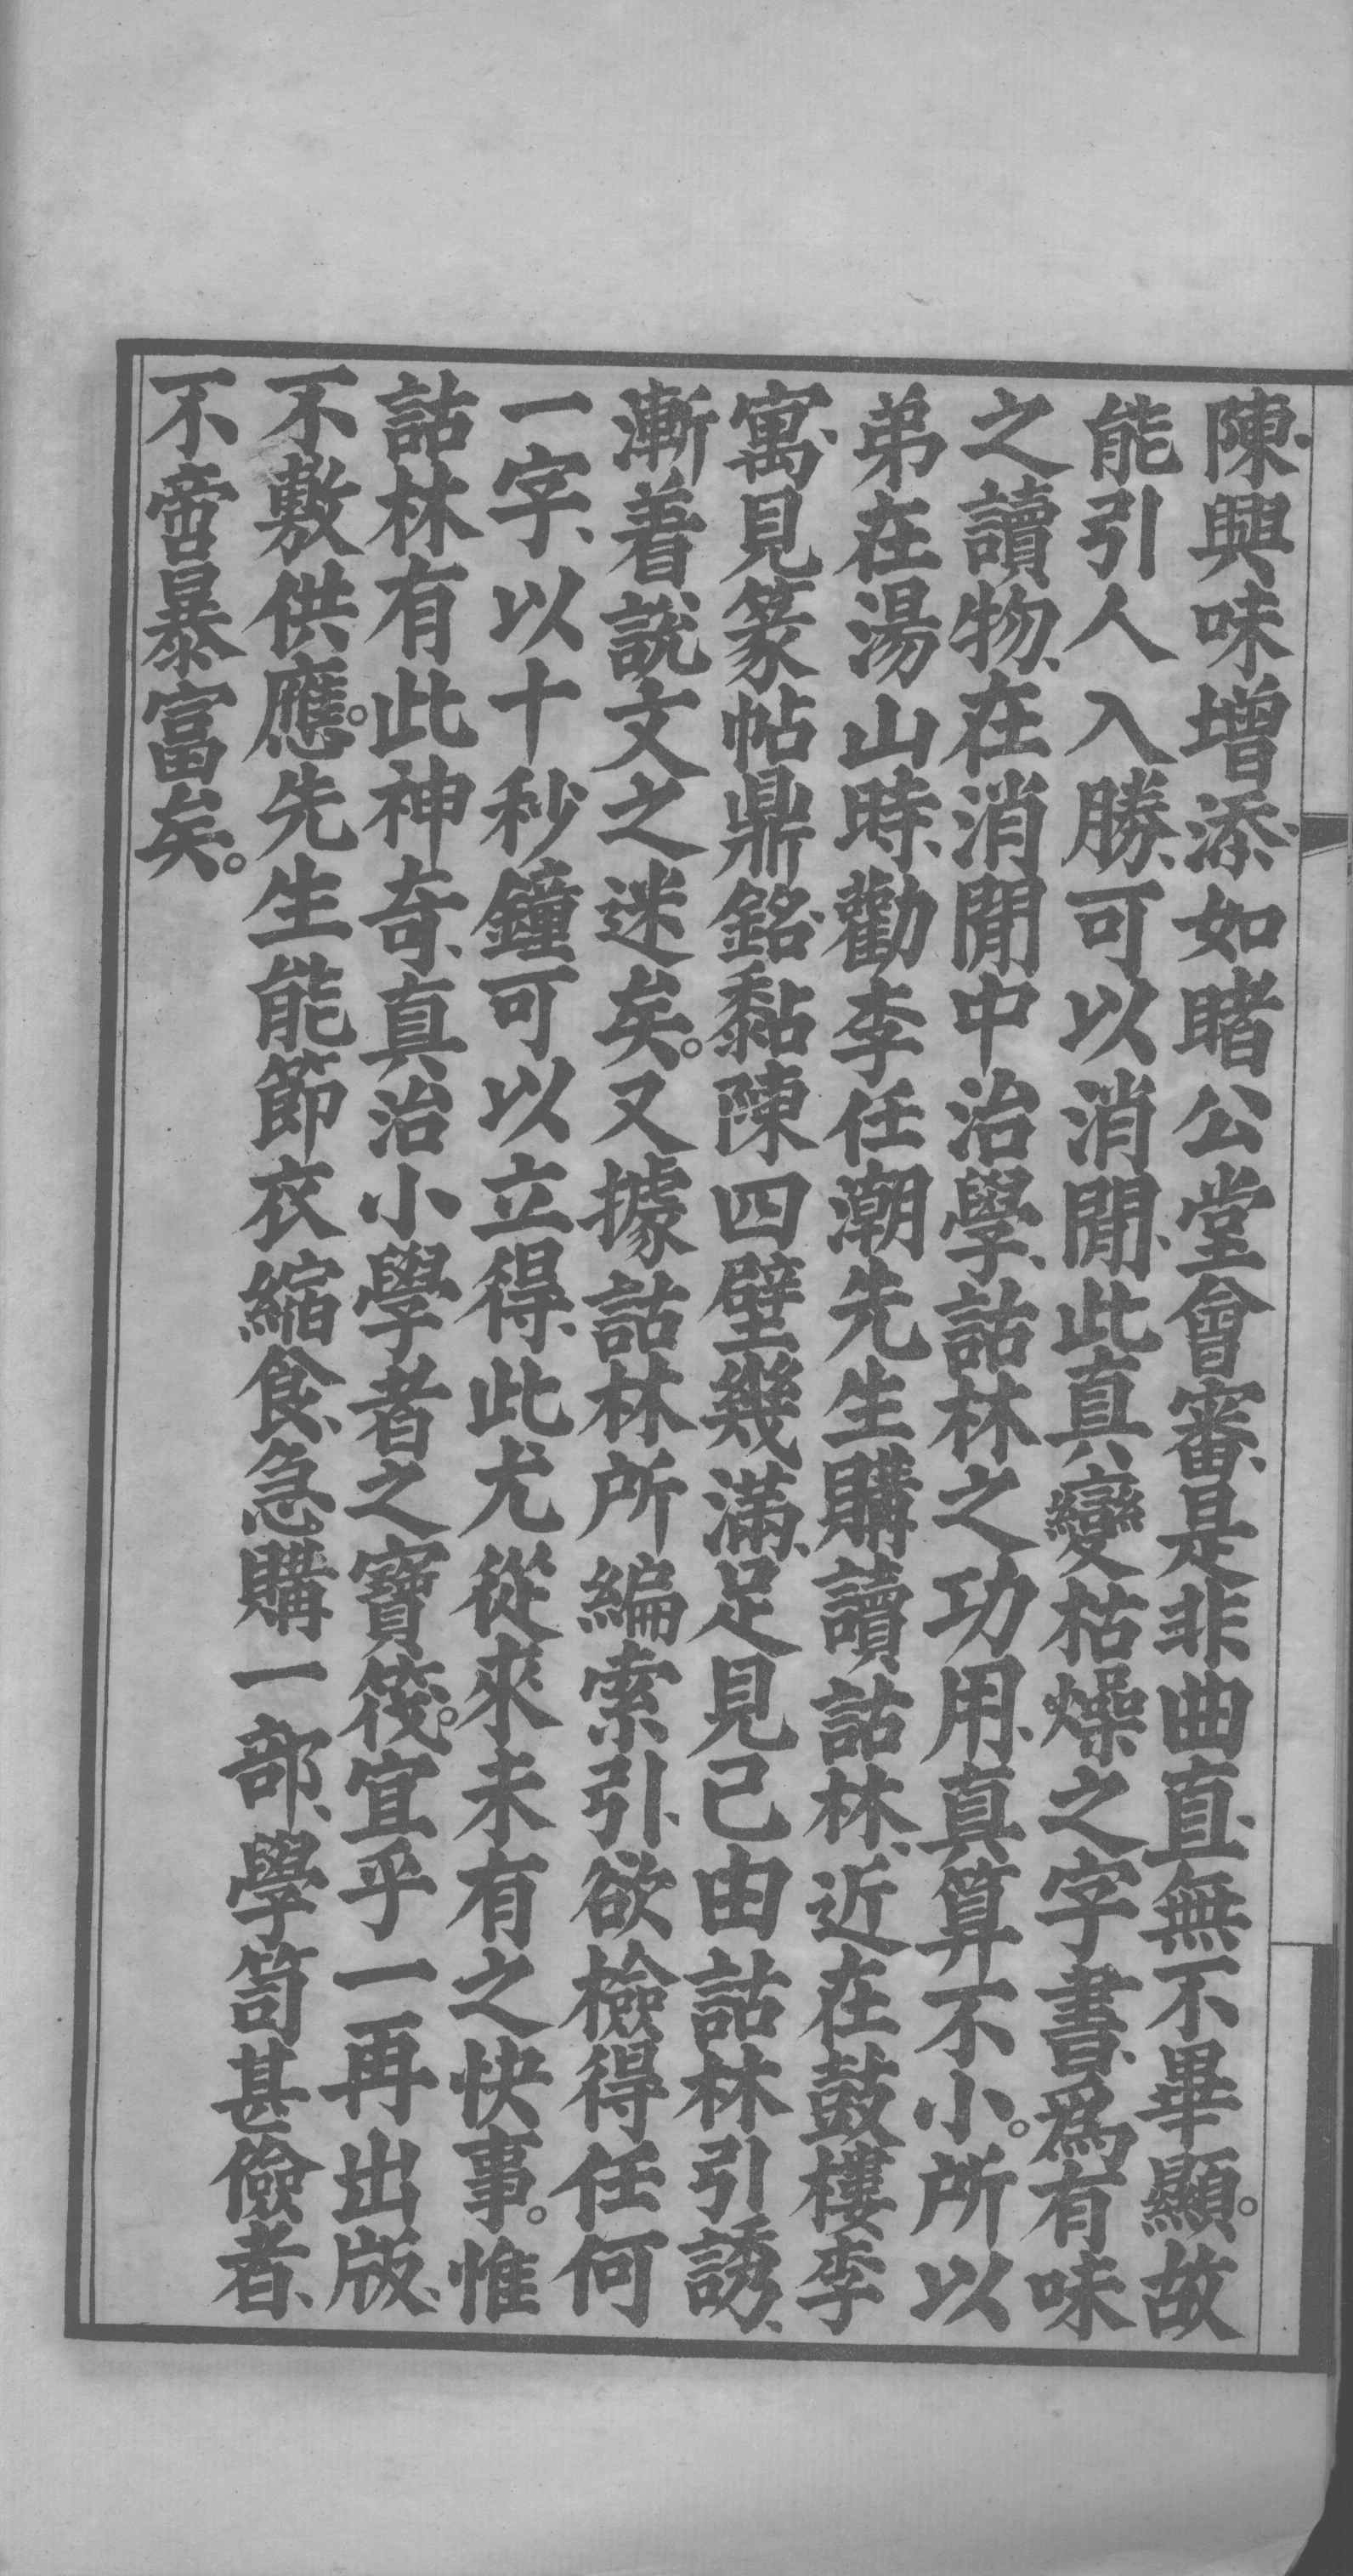 陳、興味增添、如睹公堂會審、是非曲直、無不畢顯。故
能引人入勝、可以消閒、此真變枯燥之字書、爲有味
之讀物、在消閒中治學、詁林之功用、真算不小。所以
弟在湯山時、勸李任潮先生購讀詁林、近在鼓樓李
寓、見篆帖鼎銘、黏陳四壁幾滿、足見已由詁林引誘、
漸着說文之迷矣。又據詁林所編索引、欲檢得任何
一字、以十秒鐘可以立得、此尤從來未有之快事。惟
詁林有此神奇、真治小學者之寶筏。宜乎一再出版、
不敷供應。先生能節衣縮食、急購一部、學笥甚儉者、
不啻暴富矣。